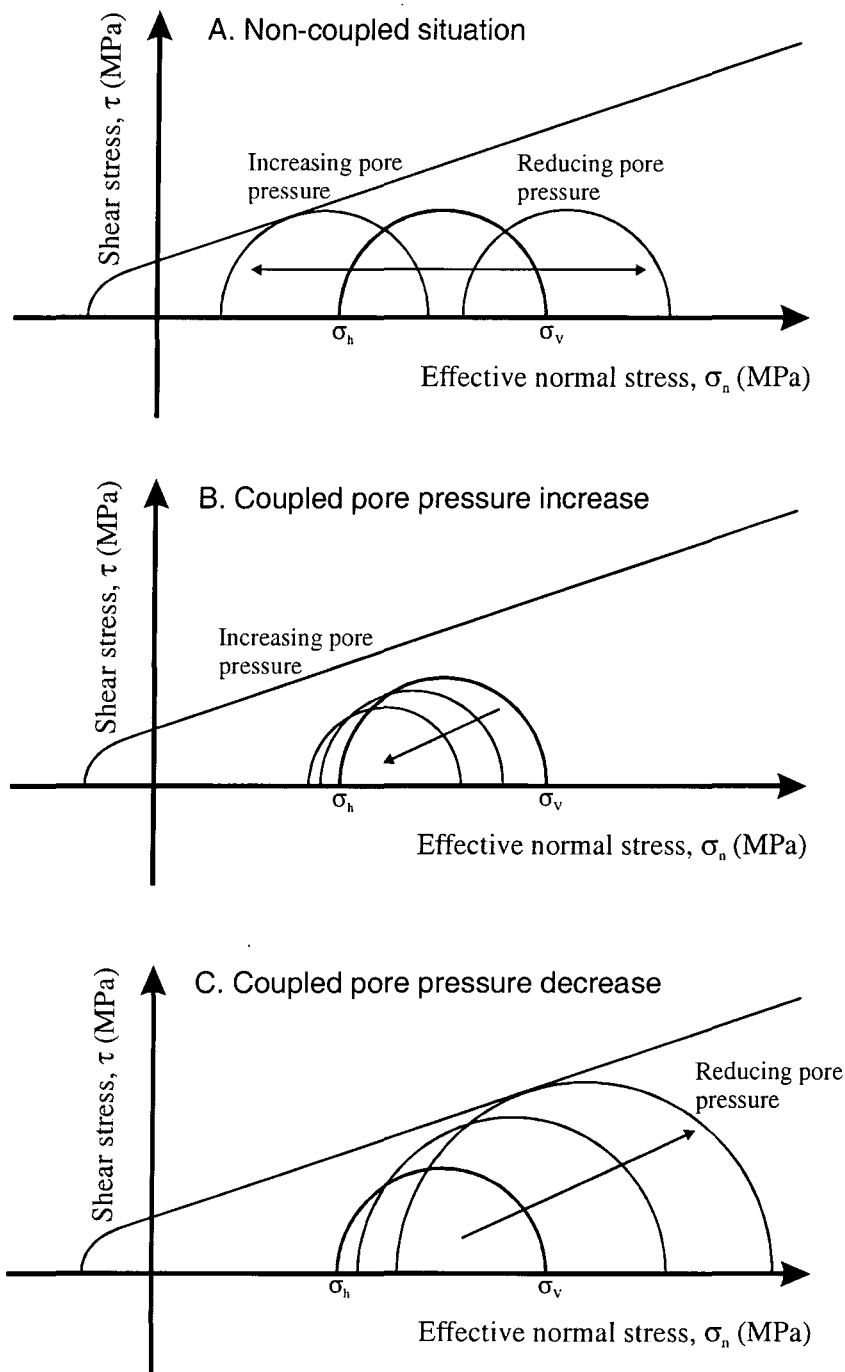 A. Non-coupled situation
Shear stress, τ (MPa)
Increasing pore
pressure
Reducing pore
pressure
σh
σv
Effective normal stress, σn (MPa)
B. Coupled pore pressure increase
Shear stress, τ (MPa)
Increasing pore
pressure
σh
σv
Effective normal stress, σn (MPa)
C. Coupled pore pressure decrease
Shear stress, τ (MPa)
Reducing pore
pressure
σh
σv
Effective normal stress, σn (MPa)